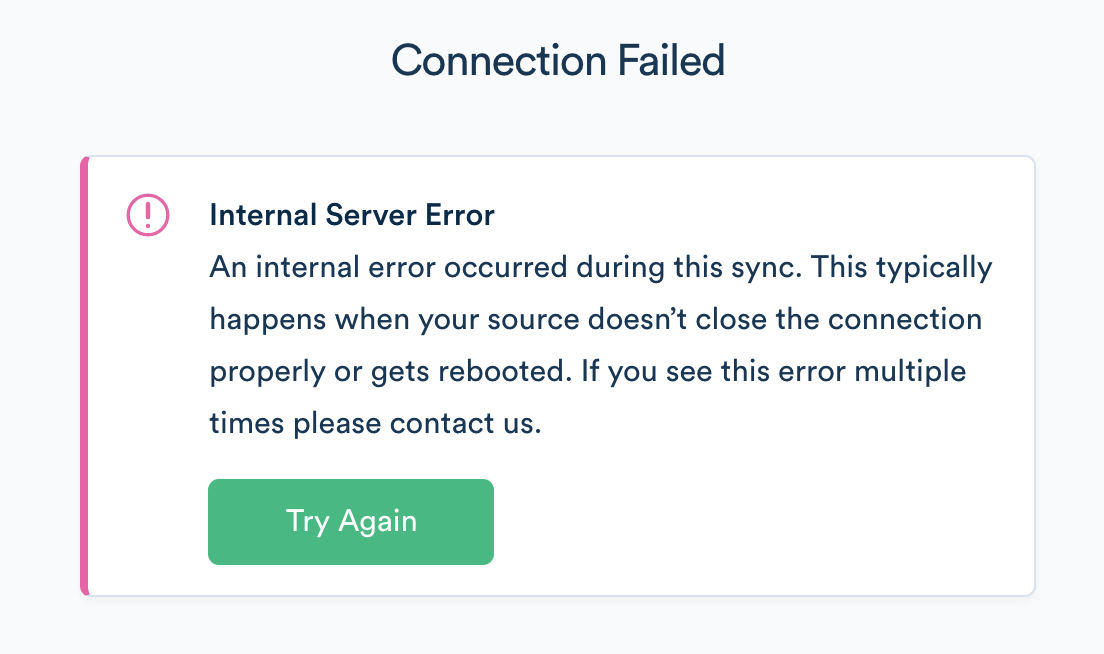 Connection Failed
Internal Server Error
An internal error occurred during this sync. This typically
happens when your source doesn’t close the connection
properly or gets rebooted. If you see this error multiple
times please contact us.
Try Again